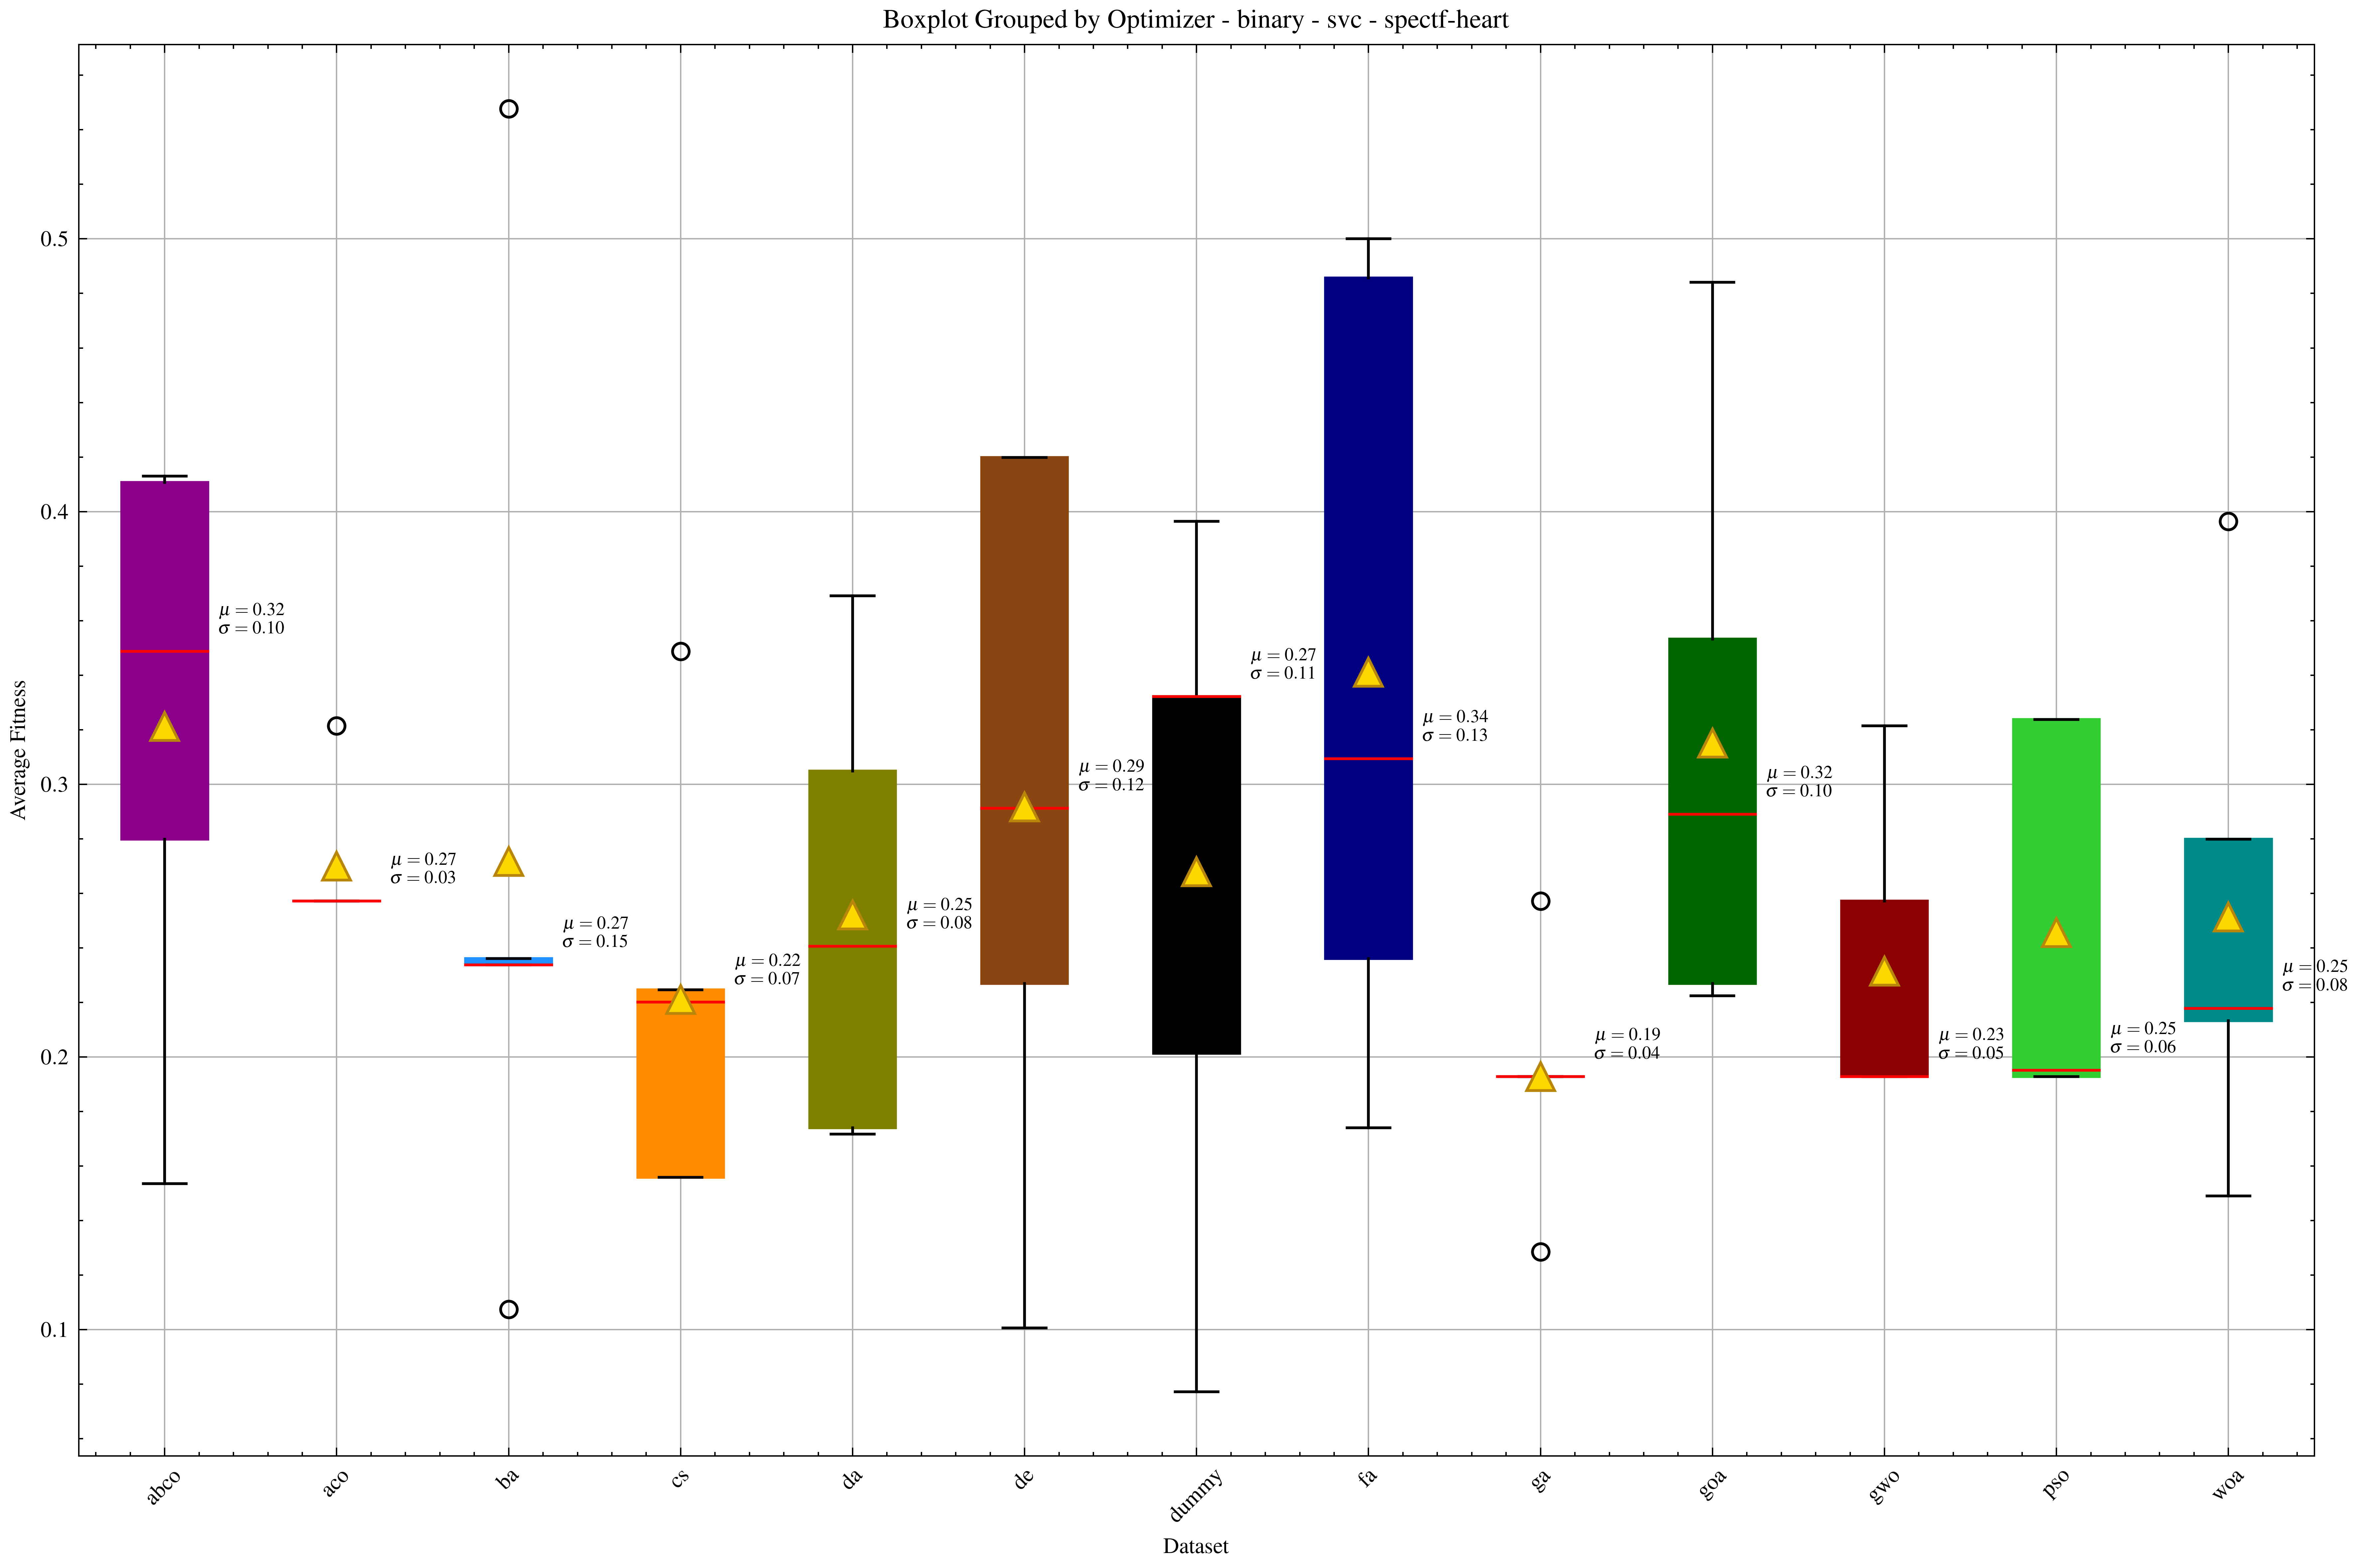 Boxplot Grouped by Optimizer - binary - svc - spectf-heart
Average Fitness
0.5
0.4
0.3
0.2
0.1
μ = 0.32
σ = 0.10
μ = 0.27
σ = 0.03
μ = 0.27
σ = 0.15
μ = 0.22
σ = 0.07
μ = 0.25
σ = 0.08
μ = 0.29
σ = 0.12
μ = 0.27
σ = 0.11
μ = 0.34
σ = 0.13
μ = 0.19
σ = 0.04
μ = 0.32
σ = 0.10
μ = 0.23
σ = 0.05
μ = 0.25
σ = 0.06
μ = 0.25
σ = 0.08
abco
aco
ba
cs
da
de
dummy
fa
ga
goa
gwo
pso
woa
Dataset